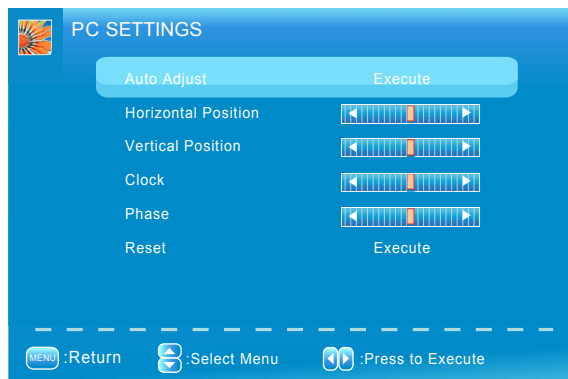 PC SETTINGS
Auto Adjust Execute
Horizontal Position
Vertical Position
Clock
Phase
Reset Execute
MENU :Return :Select Menu :Press to Execute